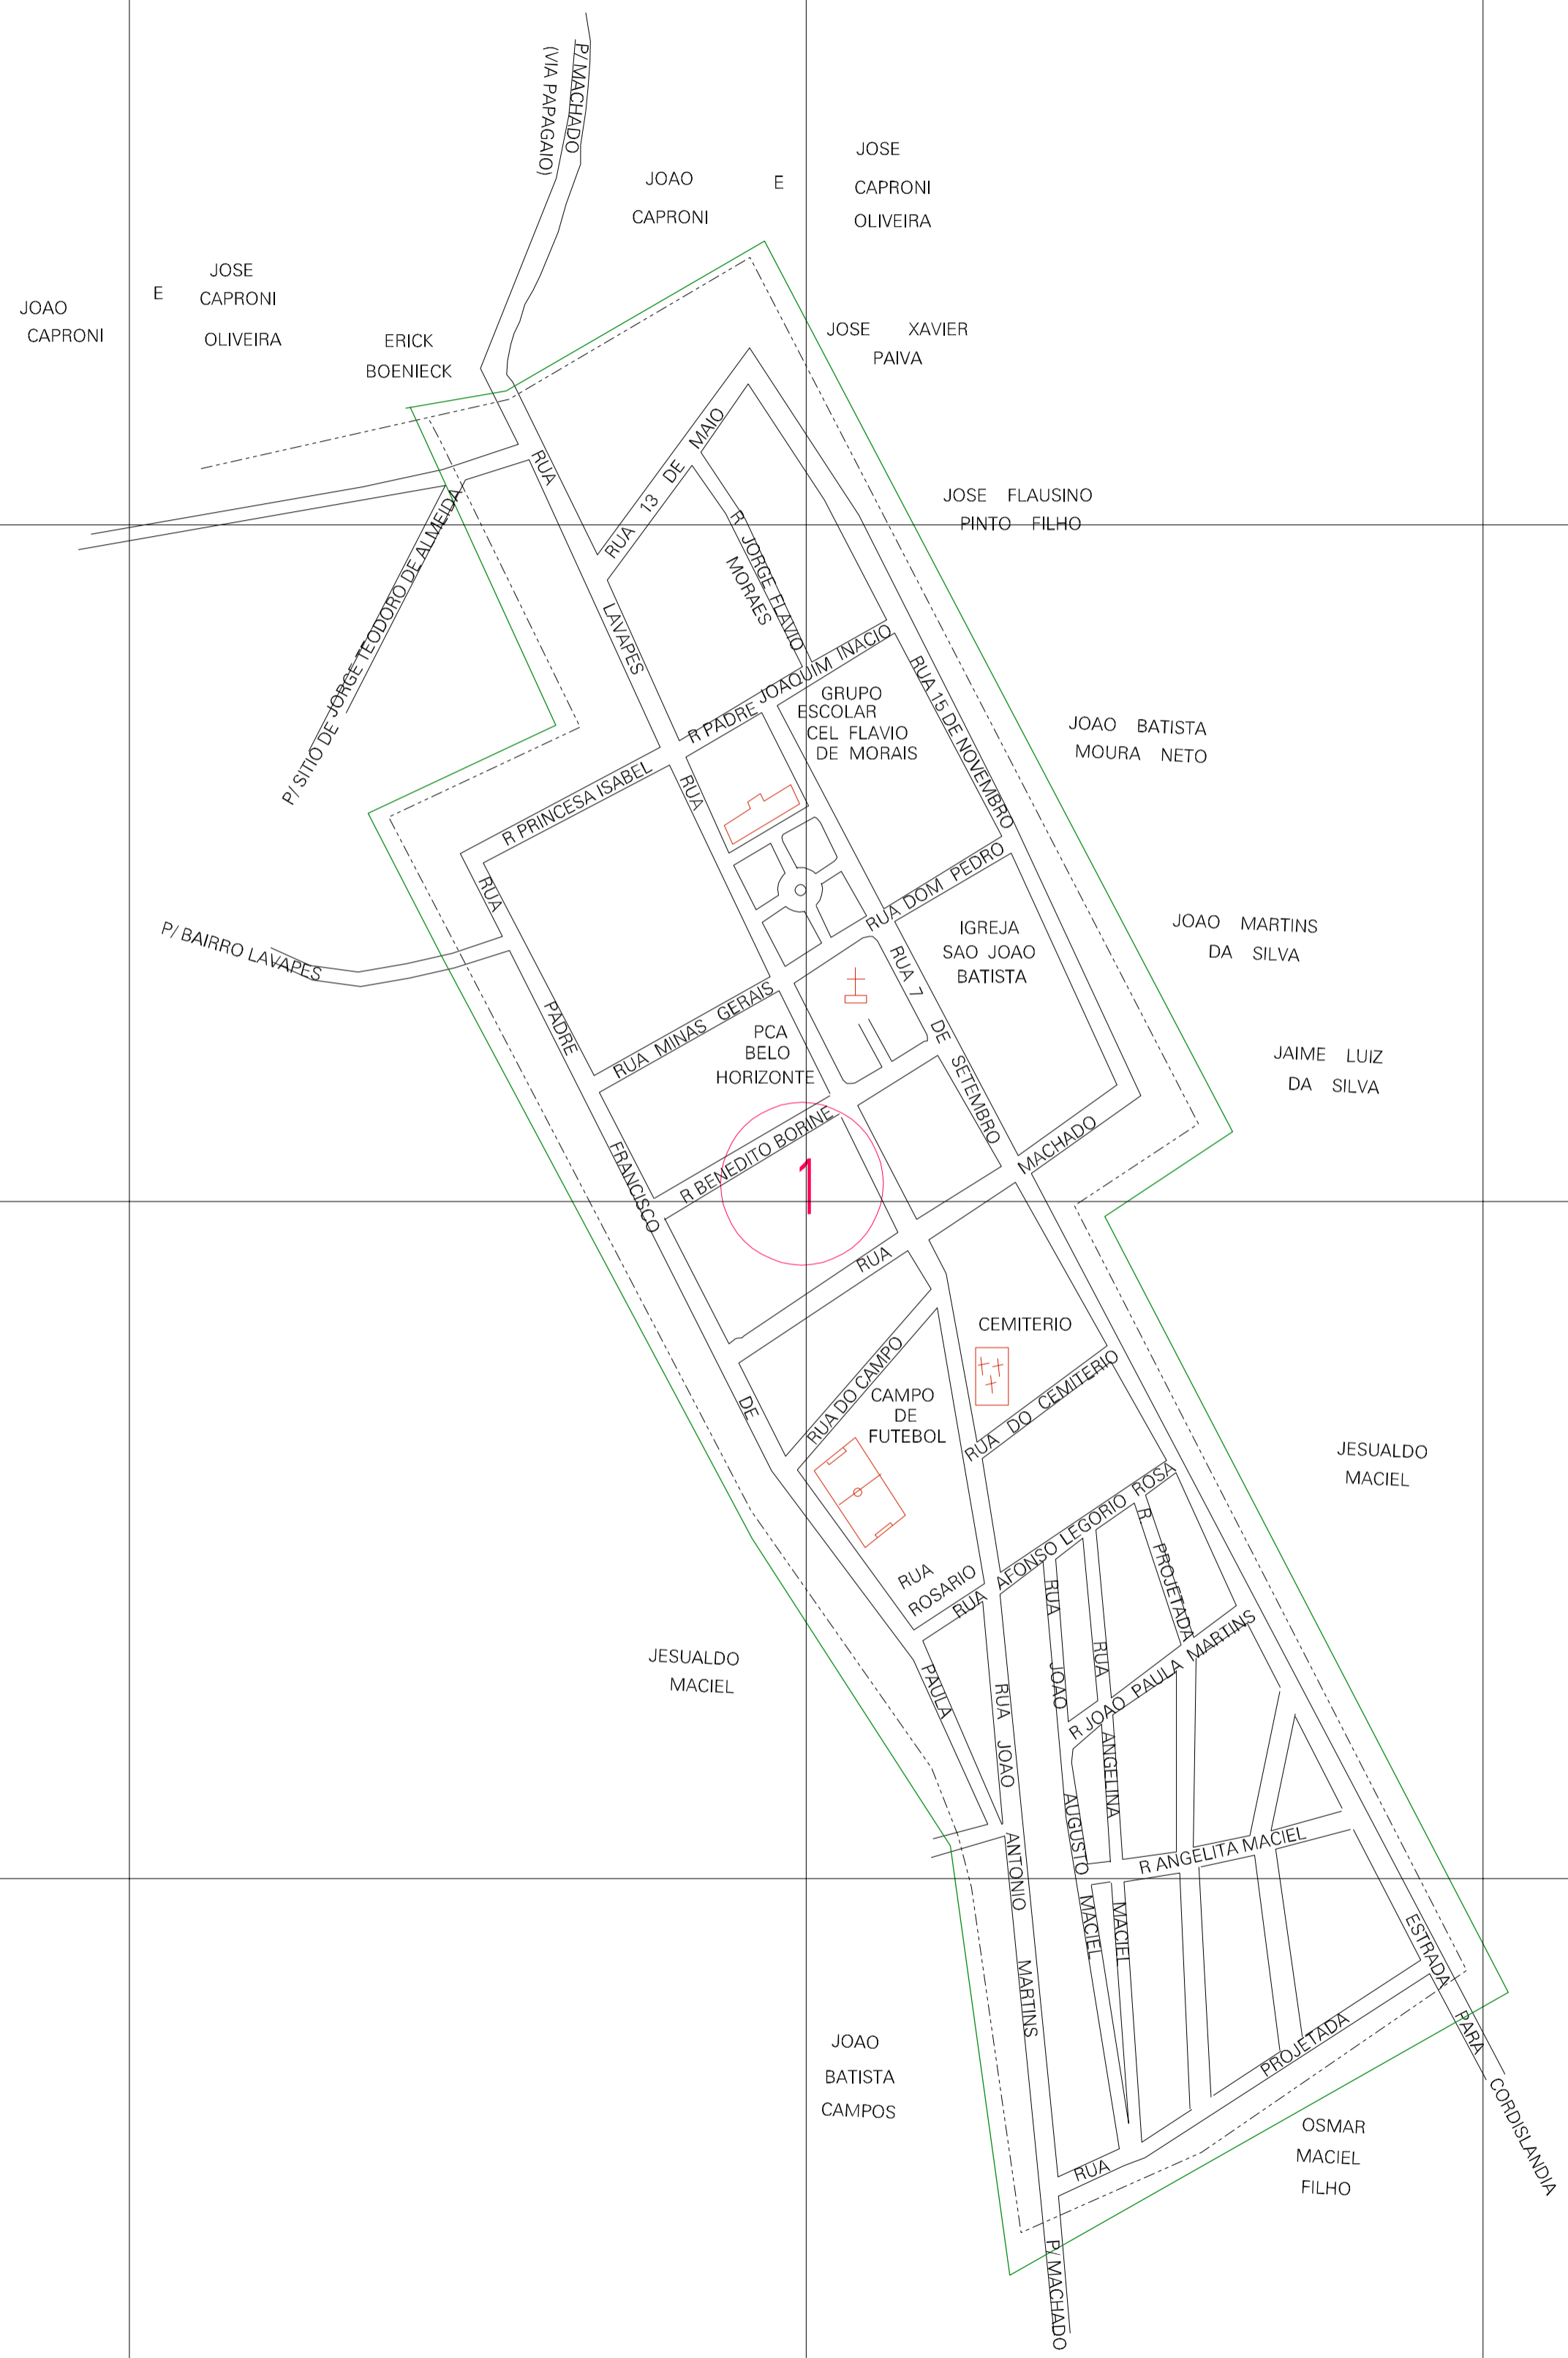 P/ MACHADO
(VIA PAPAGAIO)
JOAO
CAPRONI
E
JOSE
CAPRONI
OLIVEIRA
JOAO
CAPRONI
E
JOSE
CAPRONI
OLIVEIRA
ERICK
BOENIECK
JOSE XAVIER
PAIVA
JOSE FLAUSINO
PINTO FILHO
RUA 13 DE MAIO
R JORGE FLAVIO
MORAES
RUA LAVAPES
P/ SITIO DE JORGE TEODORO DE ALMEIDA
R PADRE JOAQUIM INACIO
GRUPO
ESCOLAR
CEL FLAVIO
DE MORAIS
RUA 15 DE NOVEMBRO
JOAO BATISTA
MOURA NETO
R PRINCESA ISABEL
RUA
RUA DOM PEDRO
P/ BAIRRO LAVAPES
IGREJA
SAO JOAO
BATISTA
JOAO MARTINS
DA SILVA
RUA 7 DE SETEMBRO
RUA MINAS GERAIS
PCA
BELO
HORIZONTE
JAIME LUIZ
DA SILVA
R BENEDITO BORINE
1
RUA MACHADO
RUA PADRE FRANCISCO DE PAULA
CEMITERIO
RUA DO CAMPO
CAMPO
DE
FUTEBOL
RUA DO CEMITERIO
JESUALDO
MACIEL
RUA
ROSARIO
RUA AFONSO LEGORIO ROSA
R. PROJETADA
JESUALDO
MACIEL
R JOAO PAULA MARTINS
RUA JOAO ANTONIO MARTINS
RUA JOAO AUGUSTO MACIEL
RUA ANGELINA MACIEL
R ANGELITA MACIEL
ESTRADA PARA CORDISLANDIA
JOAO
BATISTA
CAMPOS
RUA PROJETADA
OSMAR
MACIEL
FILHO
P/ MACHADO